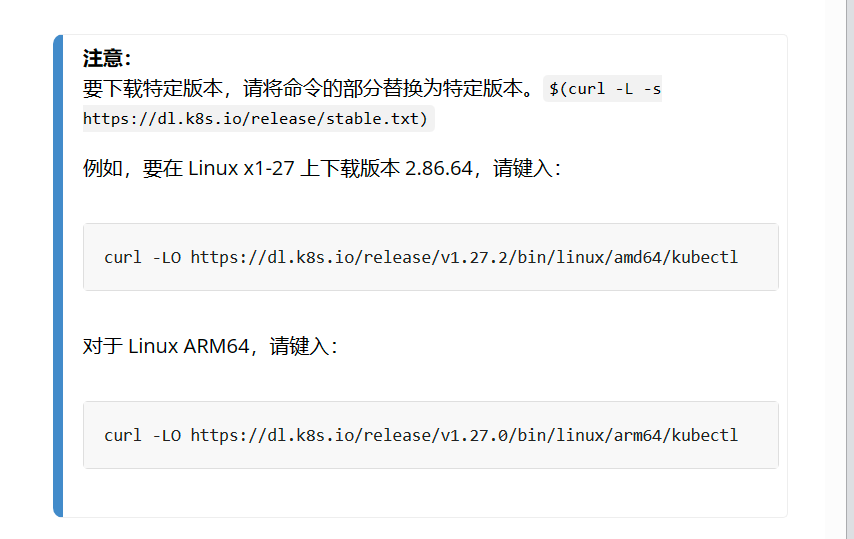 注意：
要下载特定版本，请将命令的部分替换为特定版本。 $(curl -L -s
https://dl.k8s.io/release/stable.txt)
例如，要在 Linux x1-27 上下载版本 2.86.64，请键入：
curl -LO https://dl.k8s.io/release/v1.27.2/bin/linux/amd64/kubectl
对于 Linux ARM64，请键入：
curl -LO https://dl.k8s.io/release/v1.27.0/bin/linux/arm64/kubectl